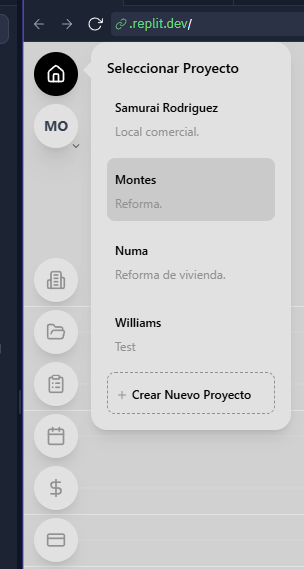 .replit.dev/
Seleccionar Proyecto
Samurai Rodriguez
Local comercial.
MO
Montes
Reforma.
Numa
Reforma de vivienda.
Williams
Test
+ Crear Nuevo Proyecto